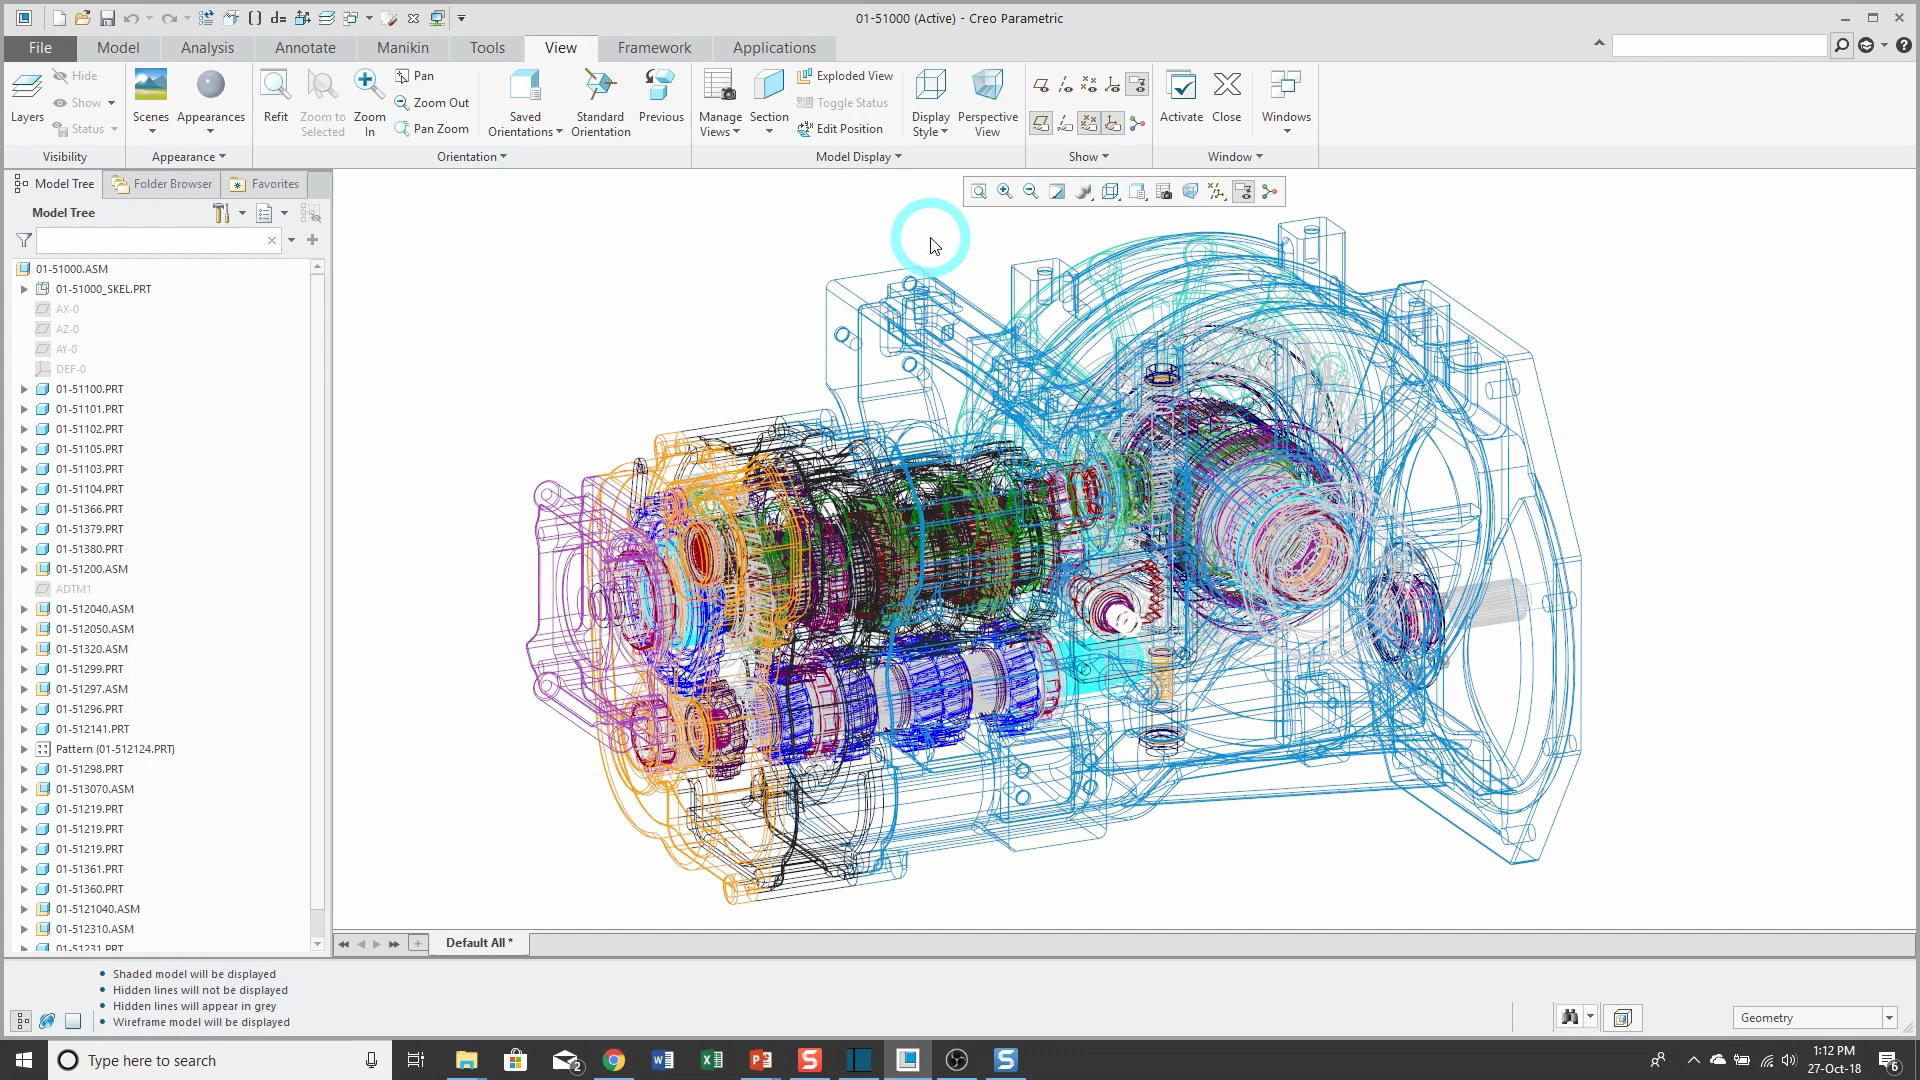 01-51000 (Active) - Creo Parametric
File
Model
Analysis
Annotate
Manikin
Tools
View
Framework
Applications
Layers
Hide
Show
Status
Visibility
Scenes
Appearances
Appearance
Refit
Zoom to Selected
Zoom In
Pan
Zoom Out
Pan Zoom
Saved Orientations
Standard Orientation
Previous
Orientation
Manage Views
Section
Exploded View
Toggle Status
Edit Position
Display Style
Perspective View
Model Display
Show
Activate
Close
Windows
Window
Model Tree
Folder Browser
Favorites
Model Tree
01-51000.ASM
01-51000_SKEL.PRT
AX-0
AZ-0
AY-0
DEF-0
01-51100.PRT
01-51101.PRT
01-51102.PRT
01-51105.PRT
01-51103.PRT
01-51104.PRT
01-51366.PRT
01-51379.PRT
01-51380.PRT
01-51200.ASM
ADTM1
01-512040.ASM
01-512050.ASM
01-51320.ASM
01-51299.PRT
01-51297.ASM
01-51296.PRT
01-512141.PRT
Pattern (01-512124.PRT)
01-51298.PRT
01-513070.ASM
01-51219.PRT
01-51219.PRT
01-51219.PRT
01-51361.PRT
01-51360.PRT
01-5121040.ASM
01-512310.ASM
01-51231.PRT
Default All *
Shaded model will be displayed
Hidden lines will not be displayed
Hidden lines will appear in grey
Wireframe model will be displayed
Geometry
Type here to search
2
1:12 PM
27-Oct-18
6